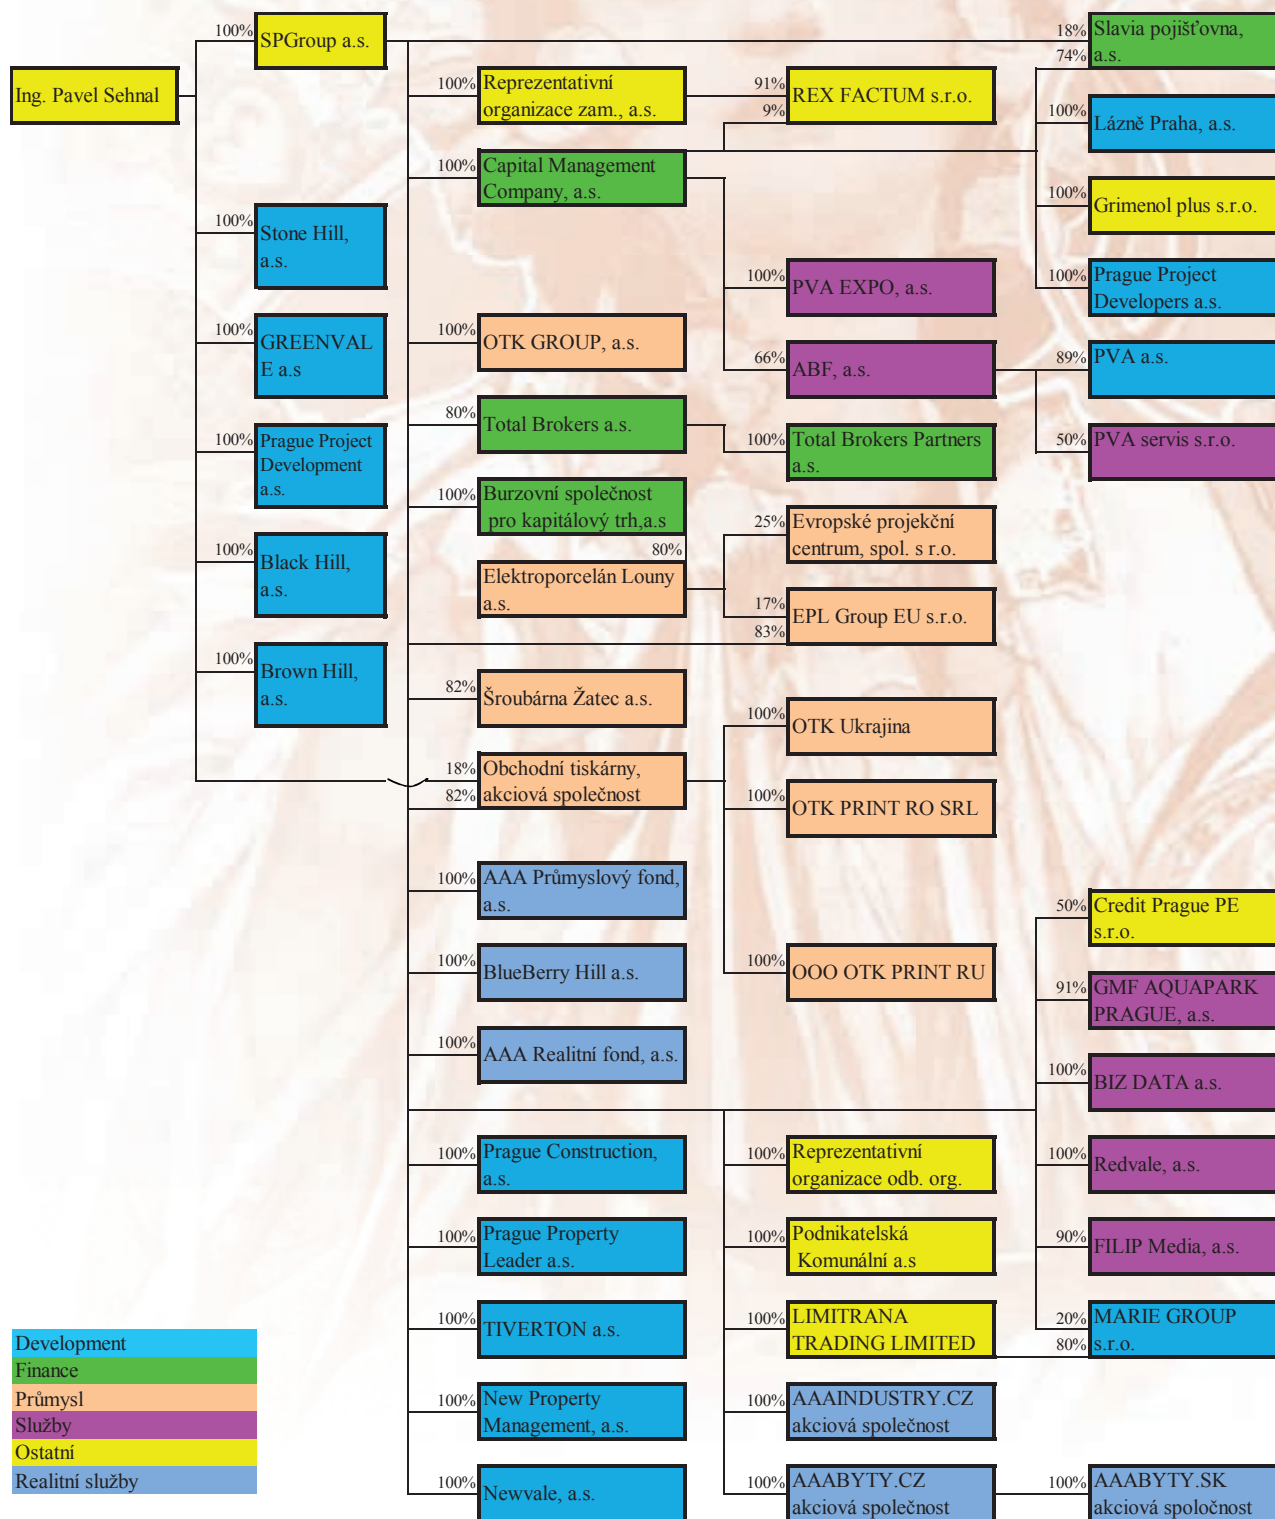 Ing. Pavel Sehnal
100%
SPGroup a.s.
100%
Stone Hill,
a.s.
100%
GREENVAL
E a.s
100%
Prague Project
Development
a.s.
100%
Black Hill,
a.s.
100%
Brown Hill,
a.s.
100%
Reprezentativní
organizace zam., a.s.
100%
Capital Management
Company, a.s.
100%
OTK GROUP, a.s.
80%
Total Brokers a.s.
100%
Burzovní společnost
pro kapitálový trh,a.s
80%
Elektroporcelán Louny
a.s.
82%
Šroubárna Žatec a.s.
18%
82%
Obchodní tiskárny,
akciová společnost
100%
AAA Průmyslový fond,
a.s.
100%
BlueBerry Hill a.s.
100%
AAA Realitní fond, a.s.
100%
Prague Construction,
a.s.
100%
Prague Property
Leader a.s.
100%
TIVERTON a.s.
100%
New Property
Management, a.s.
100%
Newvale, a.s.
91%
9%
REX FACTUM s.r.o.
100%
PVA EXPO, a.s.
66%
ABF, a.s.
100%
Total Brokers Partners
a.s.
25%
Evropské projekční
centrum, spol. s r.o.
17%
83%
EPL Group EU s.r.o.
100%
OTK Ukrajina
100%
OTK PRINT RO SRL
100%
OOO OTK PRINT RU
100%
Reprezentativní
organizace odb. org.
100%
Podnikatelská
Komunální a.s
100%
LIMITRANA
TRADING LIMITED
100%
AAAINDUSTRY.CZ
akciová společnost
100%
AAABYTY.CZ
akciová společnost
18%
74%
Slavia pojišťovna,
a.s.
100%
Lázně Praha, a.s.
100%
Grimenol plus s.r.o.
100%
Prague Project
Developers a.s.
89%
PVA a.s.
50%
PVA servis s.r.o.
50%
Credit Prague PE
s.r.o.
91%
GMF AQUAPARK
PRAGUE, a.s.
100%
BIZ DATA a.s.
100%
Redvale, a.s.
90%
FILIP Media, a.s.
20%
80%
MARIE GROUP
s.r.o.
100%
AAABYTY.SK
akciová spoločnost
Development
Finance
Průmysl
Služby
Ostatní
Realitní služby